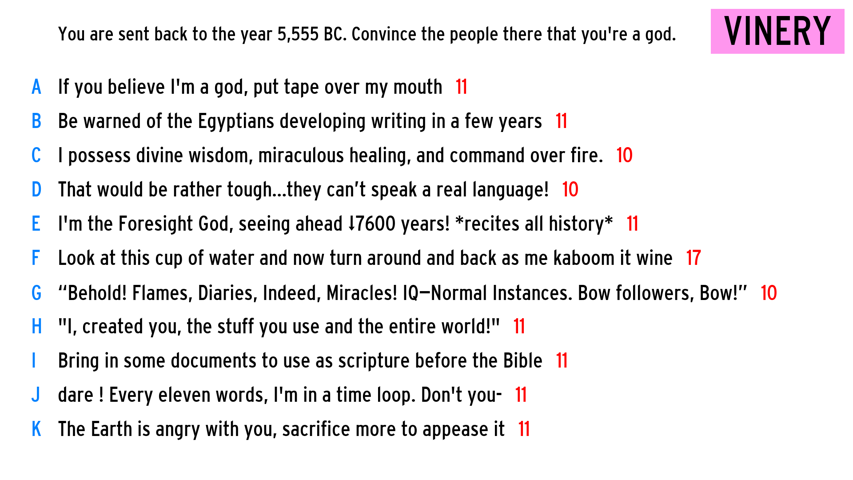 You are sent back to the year 5,555 BC. Convince the people there that you're a god.
VINERY
A If you believe I'm a god, put tape over my mouth 11
B Be warned of the Egyptians developing writing in a few years 11
C I possess divine wisdom, miraculous healing, and command over fire. 10
D That would be rather tough...they can’t speak a real language! 10
E I'm the Foresight God, seeing ahead ⇂7600 years! *recites all history* 11
F Look at this cup of water and now turn around and back as me kaboom it wine 17
G “Behold! Flames, Diaries, Indeed, Miracles! IQ—Normal Instances. Bow followers, Bow!” 10
H "I, created you, the stuff you use and the entire world!" 11
I Bring in some documents to use as scripture before the Bible 11
J dare ! Every eleven words, I'm in a time loop. Don't you- 11
K The Earth is angry with you, sacrifice more to appease it 11